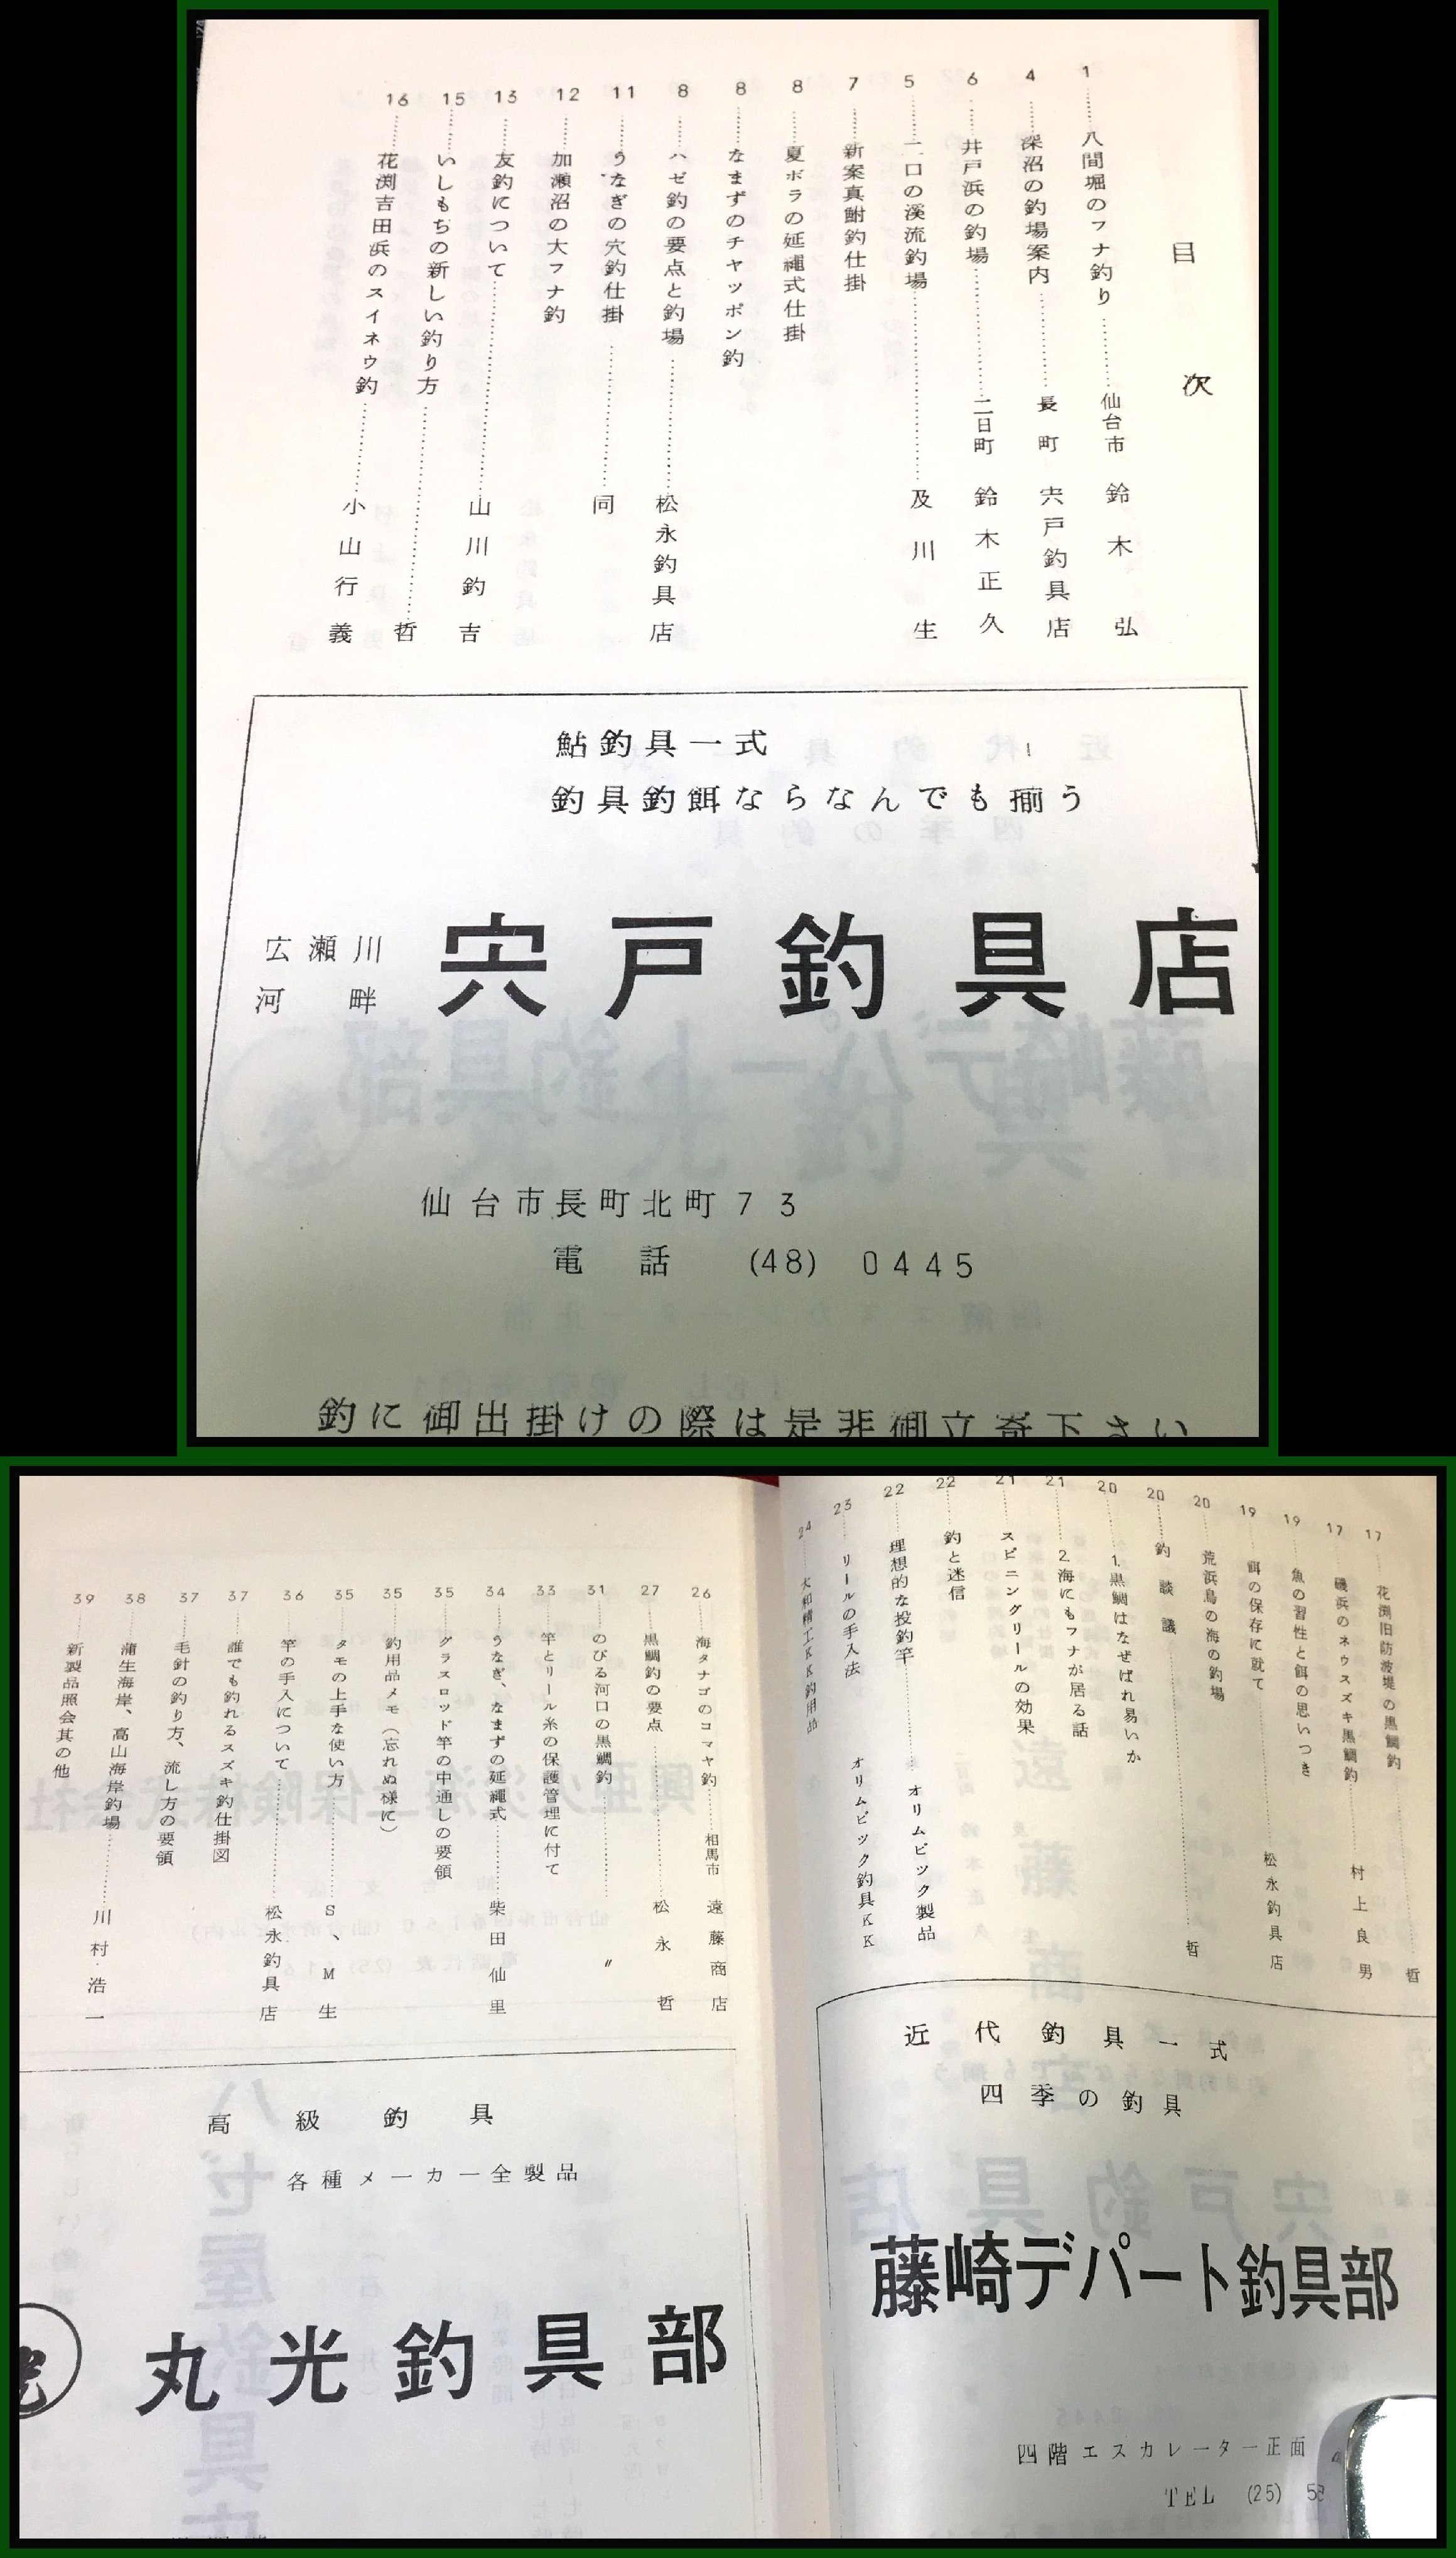 目次
1 八間堀のフナ釣り 仙台市 鈴木弘
4 深沼の釣場案内 長町 宍戸釣具店
6 井戸浜の釣場 二日町 鈴木正久
5 二口の溪流釣場 及川生
7 新案真鮒釣仕掛
8 夏ボラの延縄式仕掛
8 なまずのチヤッポン釣
8 ハゼ釣の要点と釣場 松永釣具店
11 うなぎの穴釣仕掛 同
12 加瀬沼の大フナ釣
13 友釣について 山川釣吉
15 いしもちの新しい釣り方 哲
16 花渕吉田浜のスイネウ釣 小山行義
鮎釣具一式
釣具釣餌ならなんでも揃う
広瀬川河畔
宍戸釣具店
仙台市長町北町73
電話 (48) 0445
釣に御出掛けの際は是非御立寄下さい
17 花渕旧防波堤の黒鯛釣 哲
17 磯浜のネウスズキ黒鯛釣 村上良男
19 魚の習性と餌の思いつき
19 餌の保存に就て 松永釣具店
20 荒浜鳥の海の釣場
20 釣談議 哲
20 1.黒鯛はなぜばれ易いか
21 2.海にもフナが居る話
21 スピニングリールの効果
22 釣と迷信
22 理想的な投釣竿 オリムピック製品
23 リールの手入法 オリムピック釣具KK
24 大和精工KK釣用品
近代釣具一式
四季の釣具
藤崎デパート釣具部
四階エスカレーター正面
TEL (25) 58
26 海タナゴのコマヤ釣 相馬市 遠藤商店
27 黒鯛釣の要点 松永哲
31 のびる河口の黒鯛釣 〃
33 竿とリール糸の保護管理に付て
34 うなぎ、なまずの延縄式 柴田仙里
35 グラスロッド竿の中通しの要領
35 釣用品メモ(忘れぬ様に)
35 タモの上手な使い方 S、M生
36 竿の手入について 松永釣具店
37 誰でも釣れるスズキ釣仕掛図
37 毛針の釣り方、流し方の要領
38 蒲生海岸、高山海岸釣場 川村浩一
39 新製品照会其の他
高級釣具
各種メーカー全製品
丸光釣具部